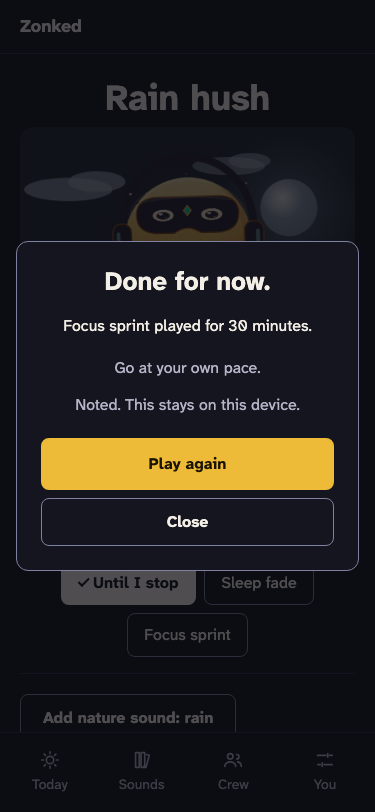 Zonked
Rain hush
Done for now.
Focus sprint played for 30 minutes.
Go at your own pace.
Noted. This stays on this device.
Play again
Close
✓ Until I stop
Sleep fade
Focus sprint
Add nature sound: rain
Today
Sounds
Crew
You